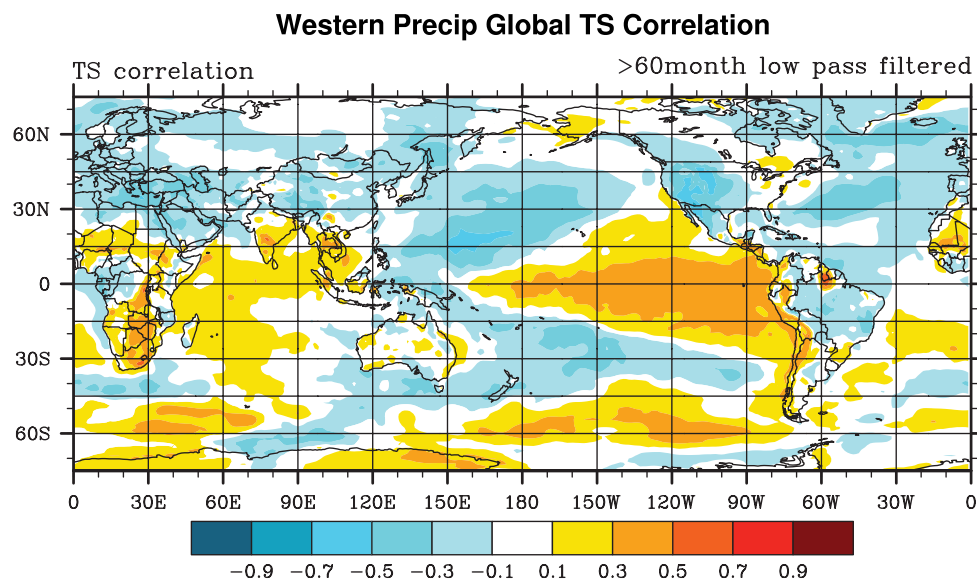 Western Precip Global TS Correlation
TS correlation
>60month low pass filtered
60N
30N
0
30S
60S
0 30E 60E 90E 120E 150E 180 150W 120W 90W 60W 30W 0
−0.9 −0.7 −0.5 −0.3 −0.1 0.1 0.3 0.5 0.7 0.9